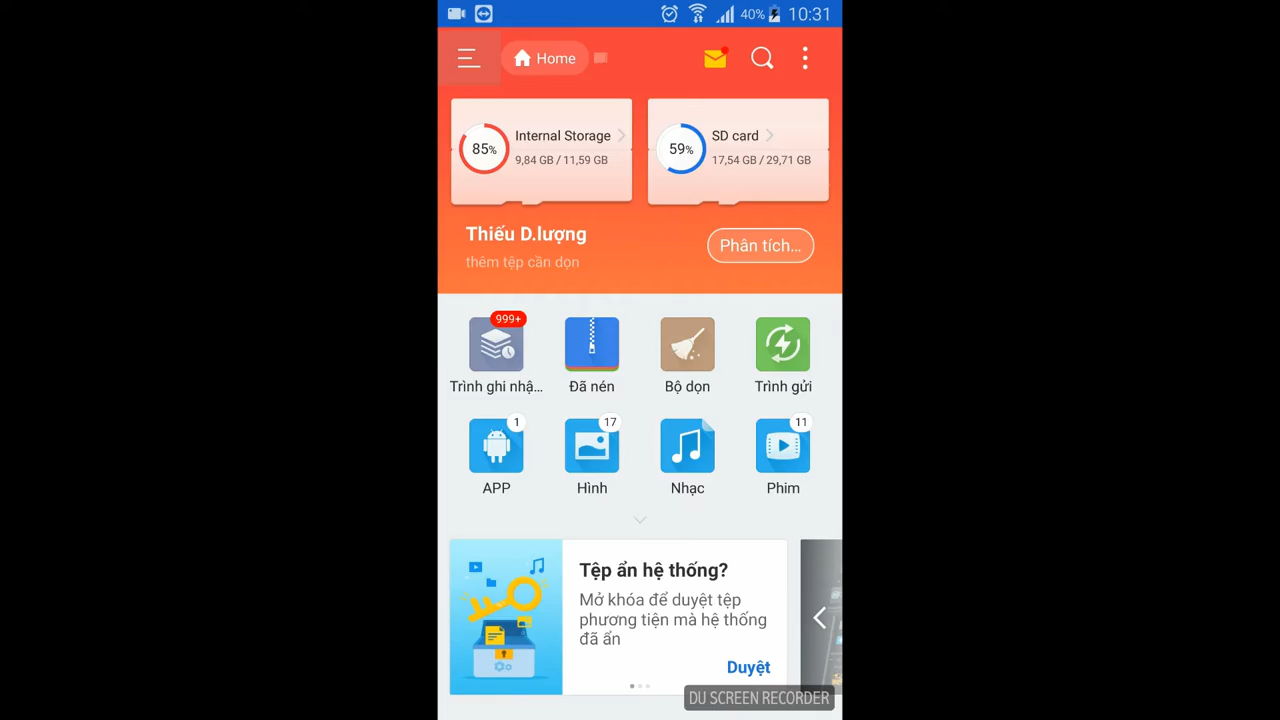 40% 10:31
Home
Internal Storage
85%
9,84 GB / 11,59 GB
SD card
59%
17,54 GB / 29,71 GB
Thiếu D.lượng
thêm tệp cần dọn
Phân tích...
999+
Trình ghi nhậ...
Đã nén
Bộ dọn
Trình gửi
1
17
11
APP
Hình
Nhạc
Phim
Tệp ẩn hệ thống?
Mở khóa để duyệt tệp
phương tiện mà hệ thống
đã ẩn
Duyệt
DU SCREEN RECORDER